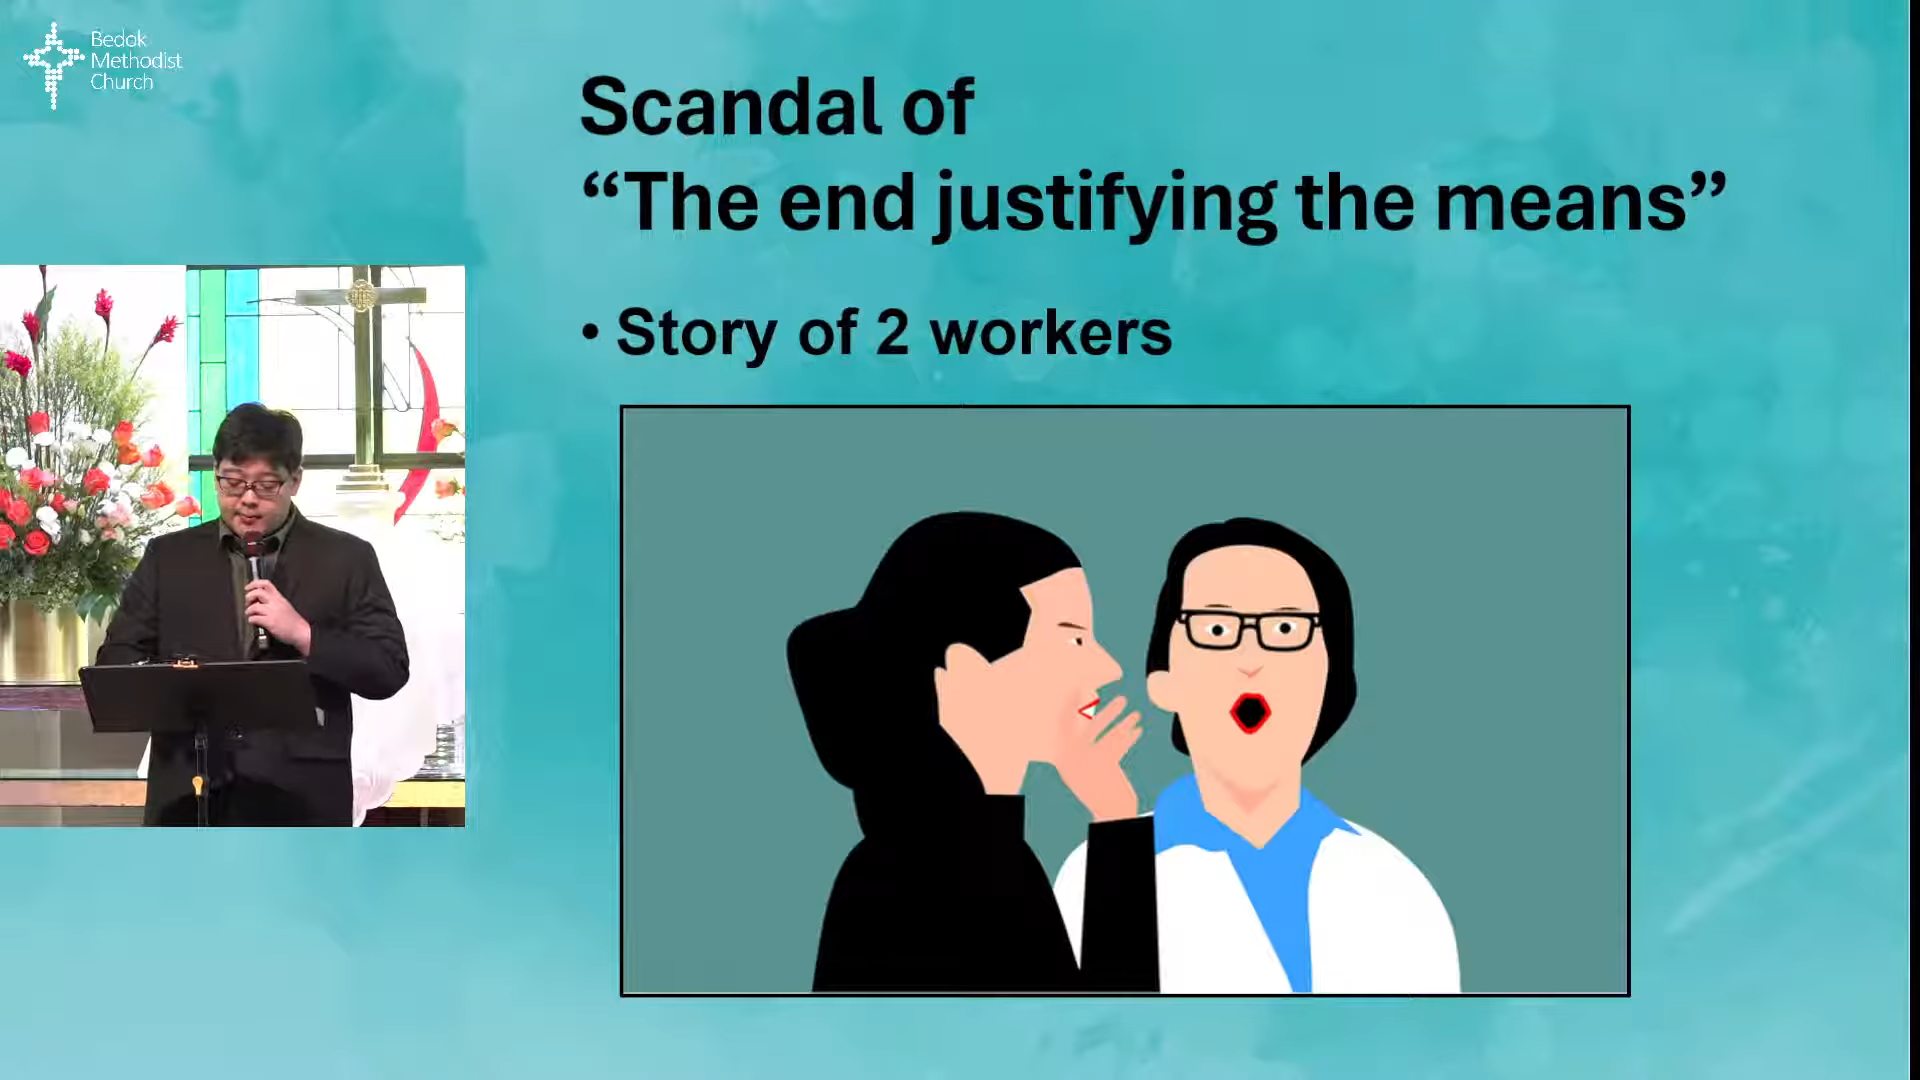 Bedok
Methodist
Church
Scandal of
“The end justifying the means”
• Story of 2 workers